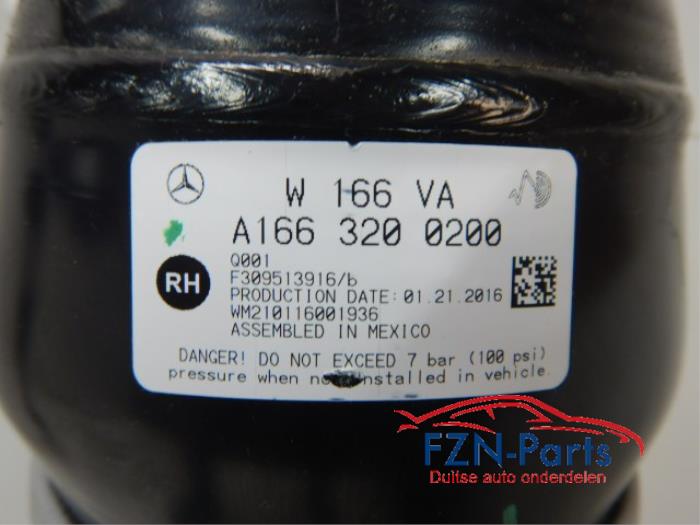 W 166 VA
A166 320 0200
Q001
RH
F309513916/b
PRODUCTION DATE: 01.21.2016
WM210116001936
ASSEMBLED IN MEXICO
DANGER! DO NOT EXCEED 7 bar (100 psi)
pressure when not installed in vehicle.
FZN-Parts
Duitse auto onderdelen